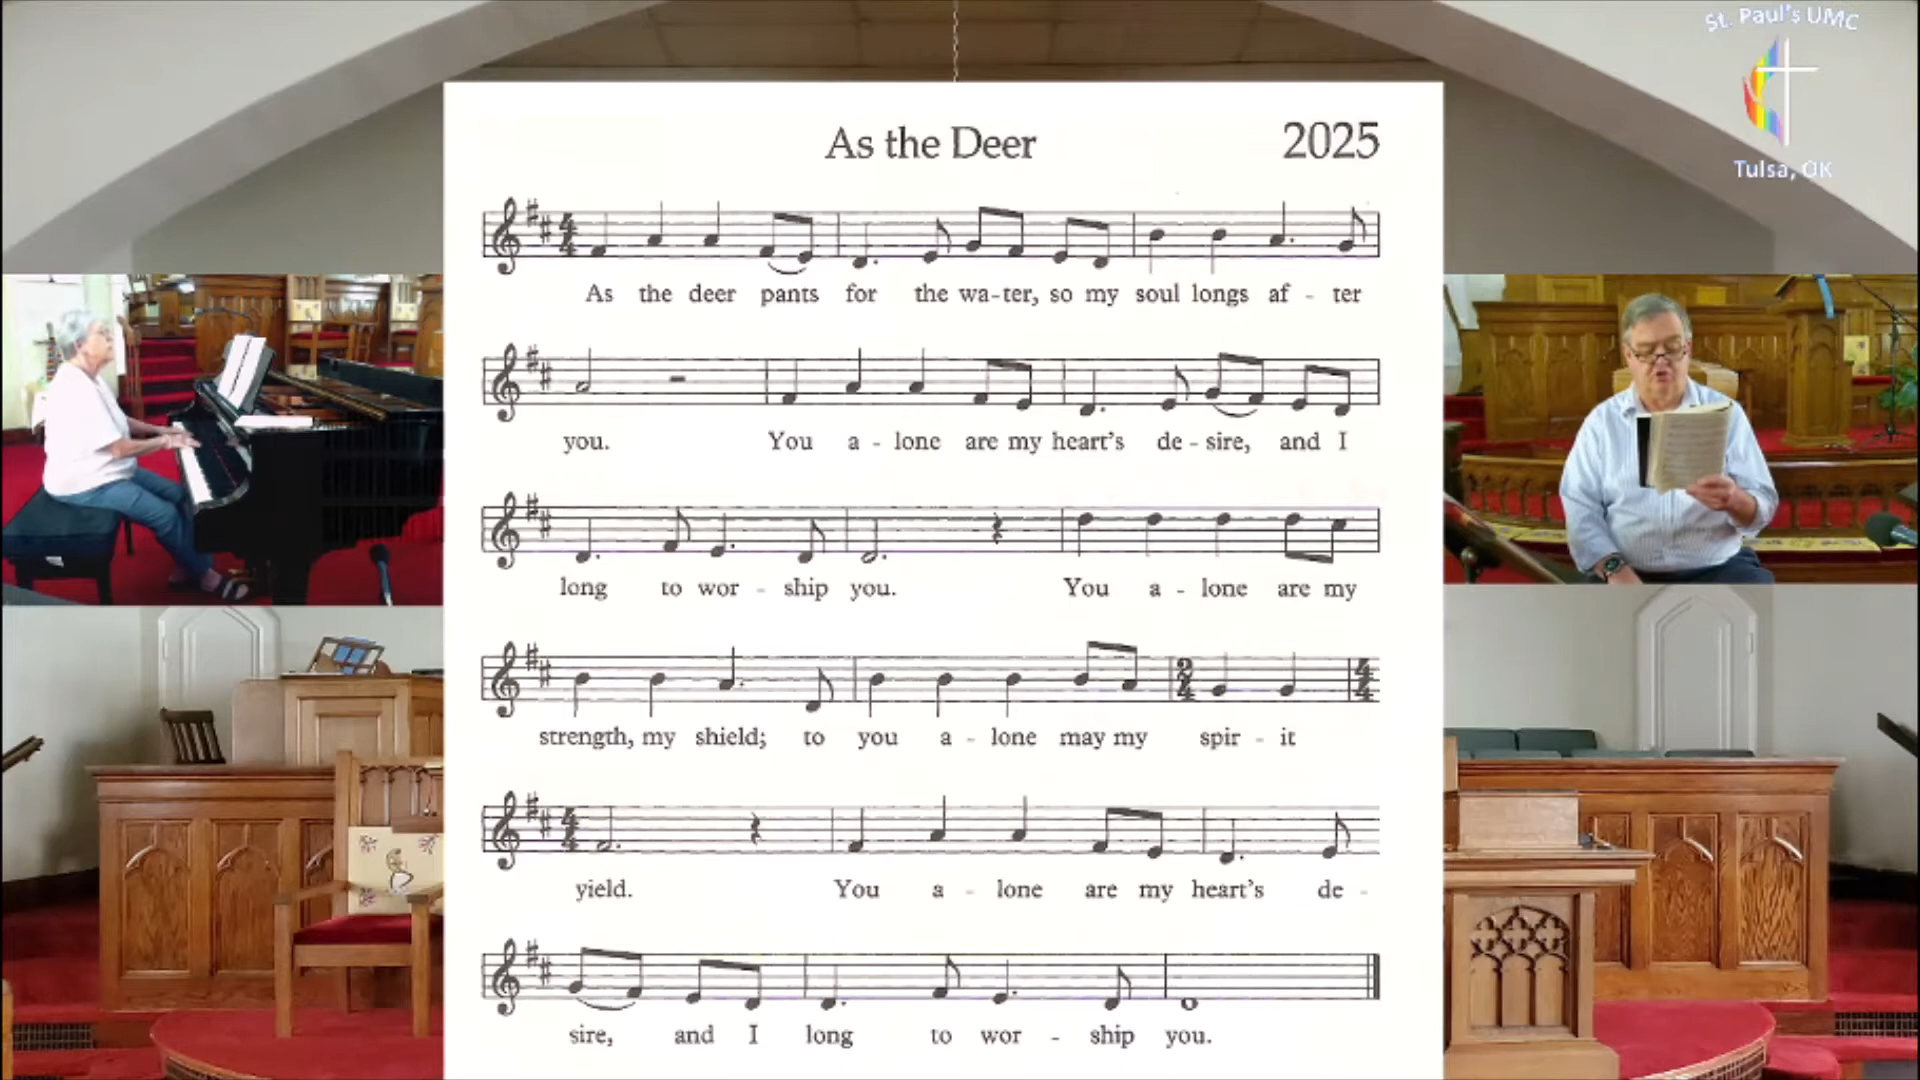 St. Paul's UMC
Tulsa, OK
As the Deer 2025
As the deer pants for the wa-ter, so my soul longs af - ter
you. You a - lone are my heart's de - sire, and I
long to wor - ship you. You a - lone are my
strength, my shield; to you a - lone may my spir - it
yield. You a - lone are my heart's de -
sire, and I long to wor - ship you.